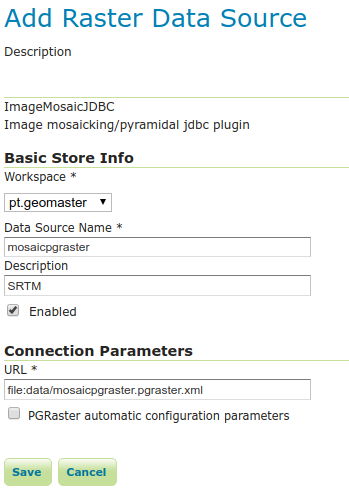 Add Raster Data Source
Description
ImageMosaicJDBC
Image mosaicking/pyramidal jdbc plugin
Basic Store Info
Workspace *
pt.geomaster
Data Source Name *
mosaicpgraster
Description
SRTM
Enabled
Connection Parameters
URL *
file:data/mosaicpgraster.pgraster.xml
PGRaster automatic configuration parameters
Save Cancel